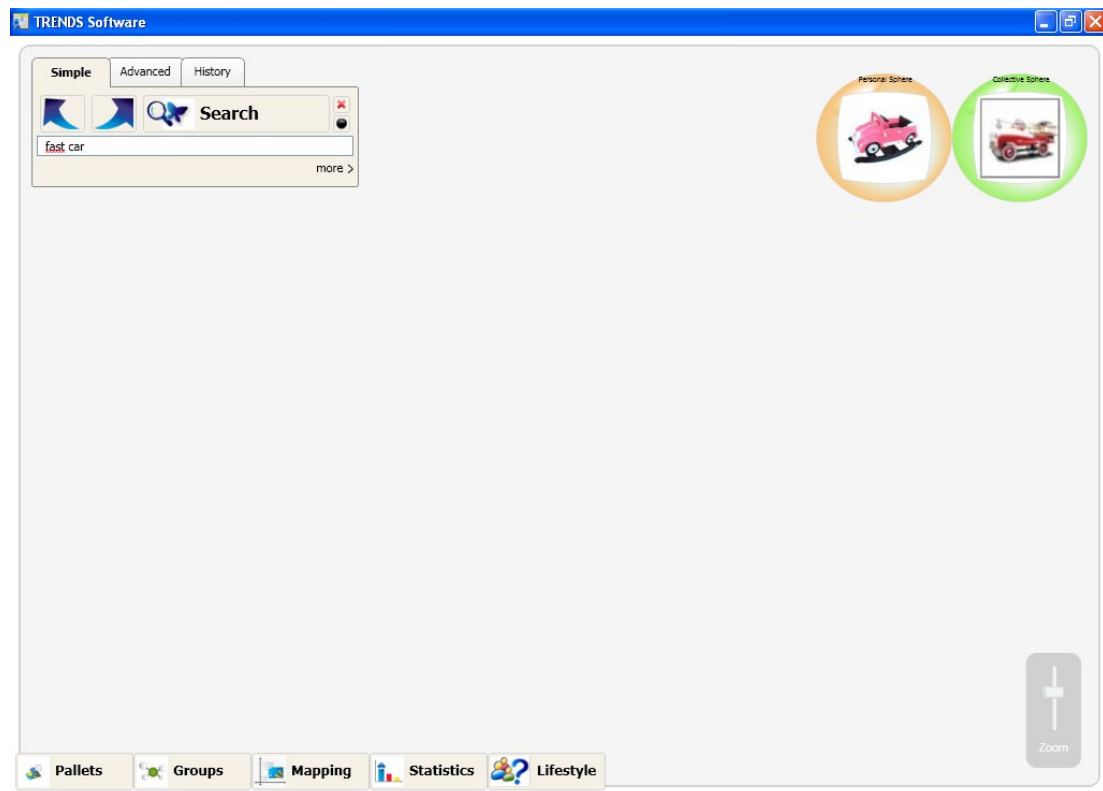 TRENDS Software
Simple Advanced History
Personal Sphere
Collective Sphere
Search
fast car
more >
Zoom
Pallets Groups Mapping Statistics Lifestyle